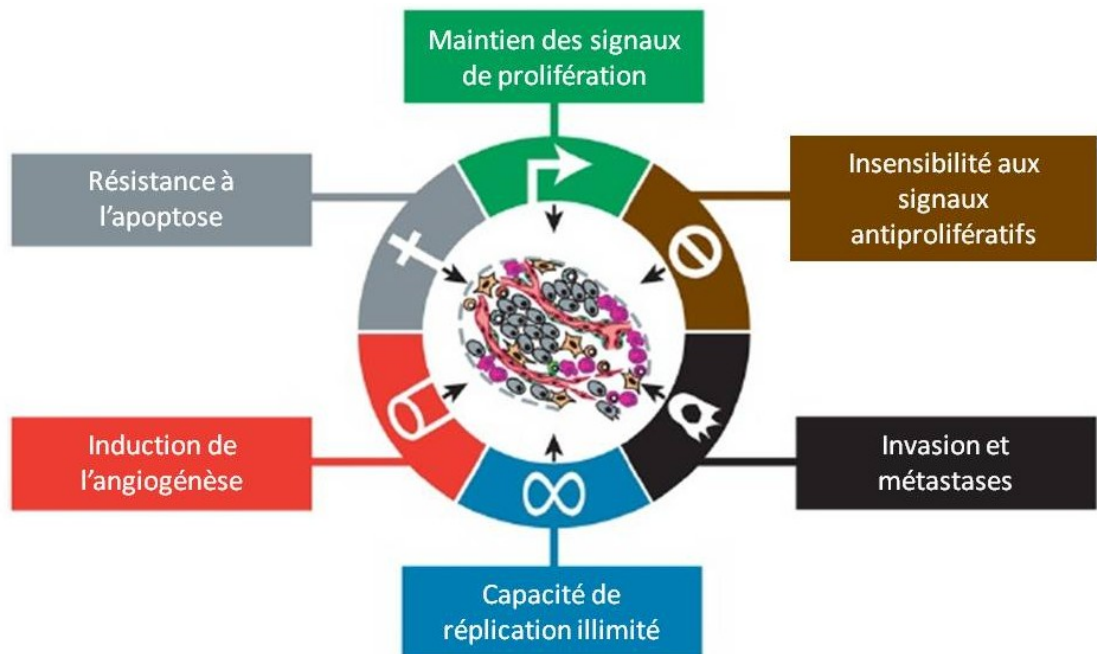 Maintien des signaux
de prolifération
Résistance à
l’apoptose
Insensibilité aux
signaux
antiprolifératifs
Induction de
l’angiogénèse
Invasion et
métastases
Capacité de
réplication illimité